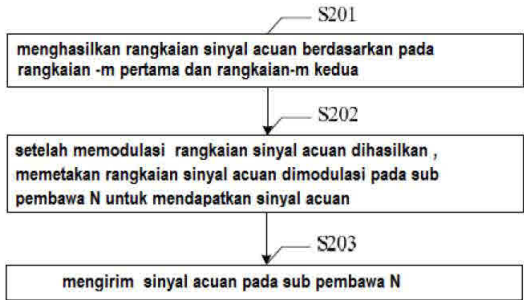 S201
menghasilkan rangkaian sinyal acuan berdasarkan pada
rangkaian -m pertama dan rangkaian-m kedua
S202
setelah memodulasi rangkaian sinyal acuan dihasilkan ,
memetakan rangkaian sinyal acuan dimodulasi pada sub
pembawa N untuk mendapatkan sinyal acuan
S203
mengirim sinyal acuan pada sub pembawa N